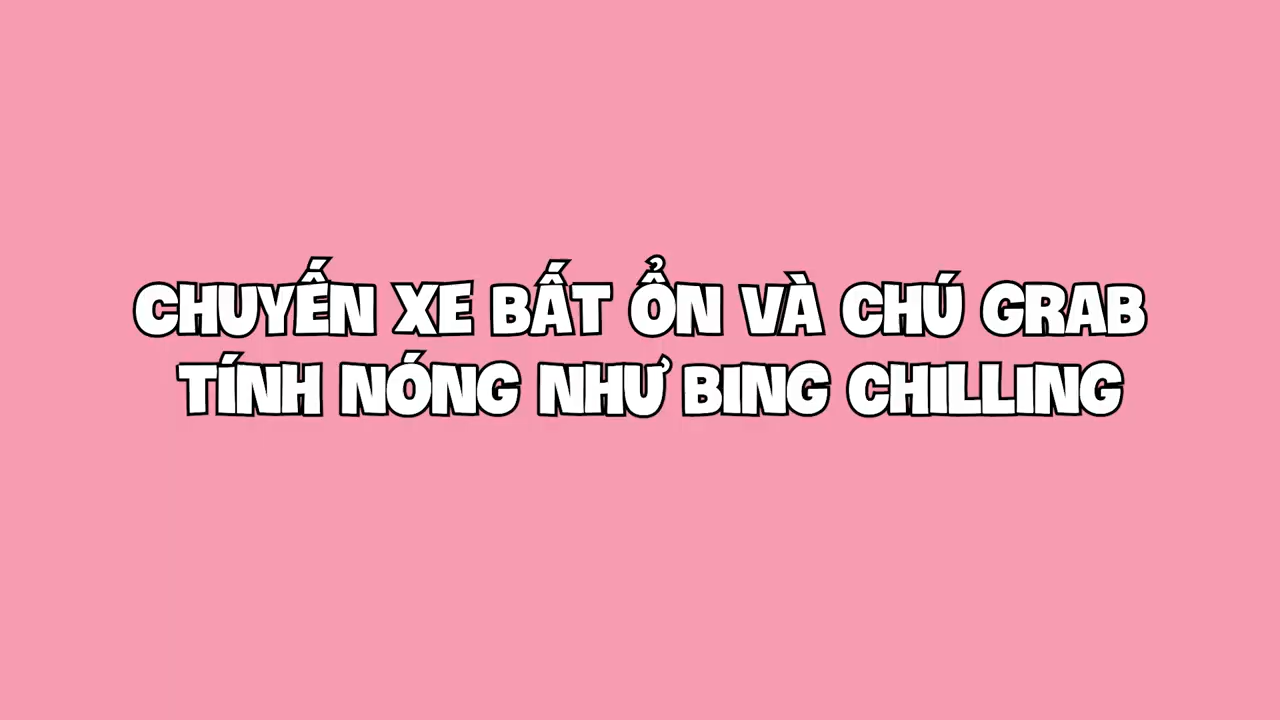 CHUYẾN XE BẤT ỔN VÀ CHÚ GRAB
TÍNH NÓNG NHƯ BING CHILLING